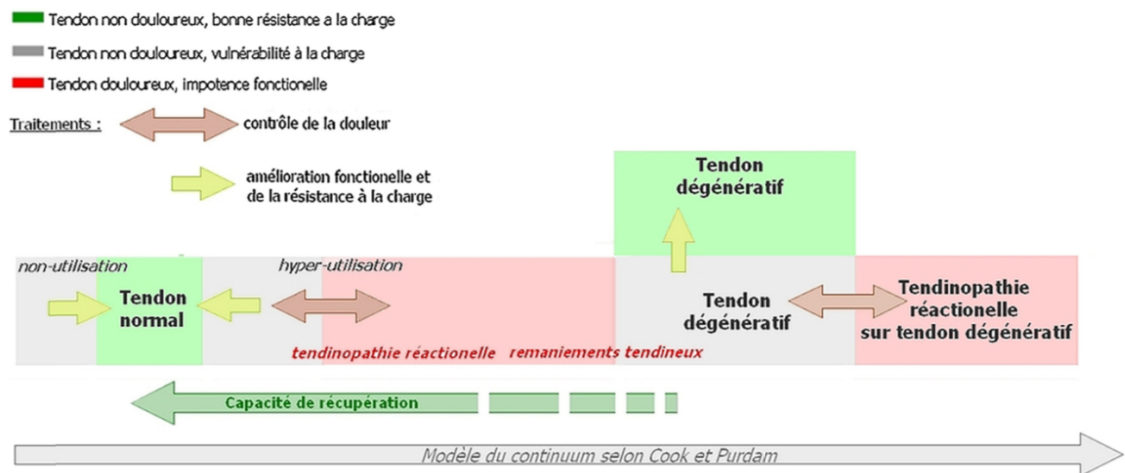 Tendon non douloureux, bonne résistance a la charge
Tendon non douloureux, vulnérabilité à la charge
Tendon douloureux, impotence fonctionelle
Traitements :
contrôle de la douleur
amélioration fonctionelle et
de la résistance à la charge
Tendon
dégénératif
non-utilisation
hyper-utilisation
Tendon
normal
Tendon
dégénératif
Tendinopathie
réactionelle
sur tendon dégénératif
tendinopathie réactionelle
remaniements tendineux
Capacité de récupération
Modèle du continuum selon Cook et Purdam